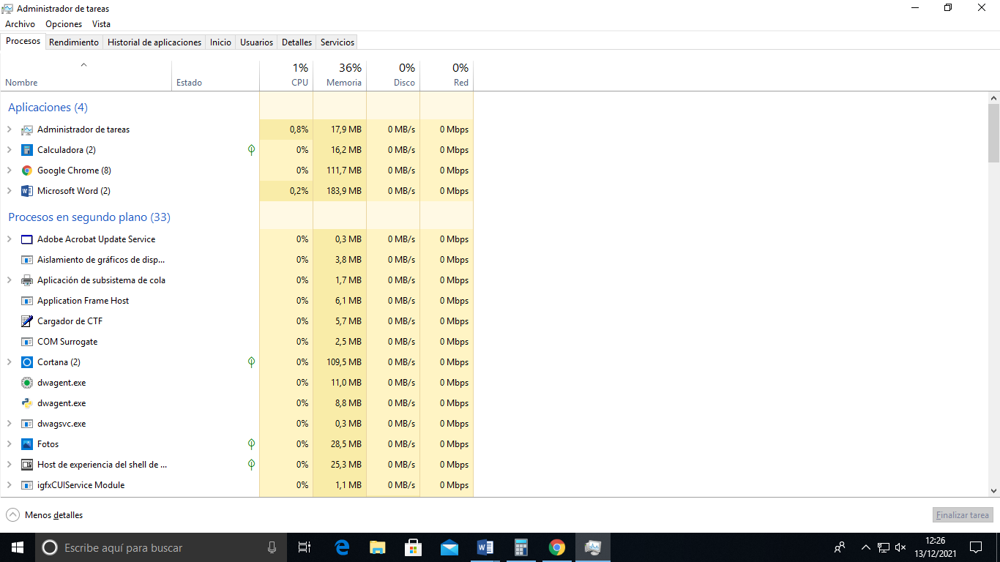 Administrador de tareas
Archivo Opciones Vista
Procesos Rendimiento Historial de aplicaciones Inicio Usuarios Detalles Servicios
1% 36% 0% 0%
Nombre Estado CPU Memoria Disco Red
Aplicaciones (4)
Administrador de tareas 0,8% 17,9 MB 0 MB/s 0 Mbps
Calculadora (2) 0% 16,2 MB 0 MB/s 0 Mbps
Google Chrome (8) 0% 111,7 MB 0 MB/s 0 Mbps
Microsoft Word (2) 0,2% 183,9 MB 0 MB/s 0 Mbps
Procesos en segundo plano (33)
Adobe Acrobat Update Service 0% 0,3 MB 0 MB/s 0 Mbps
Aislamiento de gráficos de disp... 0% 3,8 MB 0 MB/s 0 Mbps
Aplicación de subsistema de cola 0% 1,7 MB 0 MB/s 0 Mbps
Application Frame Host 0% 6,1 MB 0 MB/s 0 Mbps
Cargador de CTF 0% 5,7 MB 0 MB/s 0 Mbps
COM Surrogate 0% 2,5 MB 0 MB/s 0 Mbps
Cortana (2) 0% 109,5 MB 0 MB/s 0 Mbps
dwagent.exe 0% 11,0 MB 0 MB/s 0 Mbps
dwagent.exe 0% 8,8 MB 0 MB/s 0 Mbps
dwagsvc.exe 0% 0,3 MB 0 MB/s 0 Mbps
Fotos 0% 28,5 MB 0 MB/s 0 Mbps
Host de experiencia del shell de ... 0% 25,3 MB 0 MB/s 0 Mbps
igfxCUIService Module 0% 1,1 MB 0 MB/s 0 Mbps
Menos detalles Finalizar tarea
Escribe aquí para buscar
12:26
13/12/2021